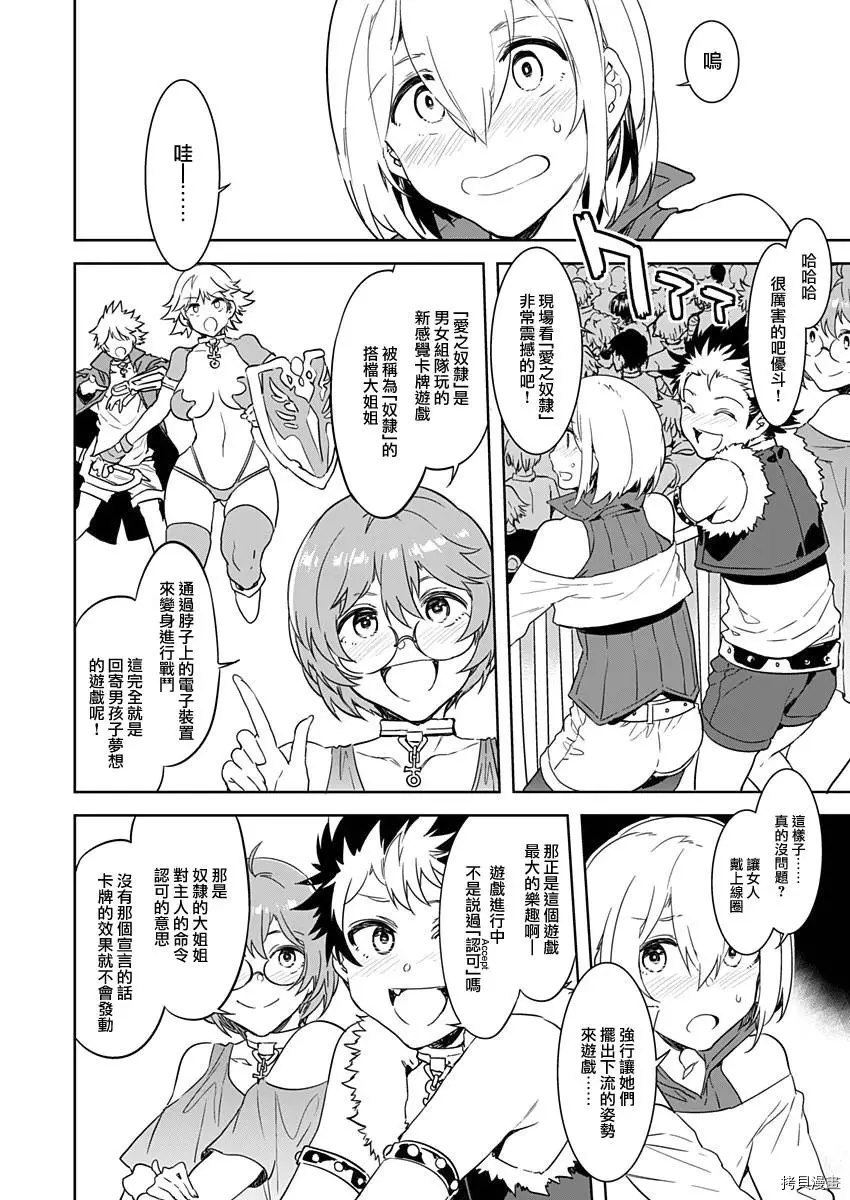 嗚
哇
──……
哈哈哈
很厲害的吧優斗！
現場看「愛之奴隷」
非常震撼的吧！
ワアアッ
「愛之奴隷」是
男女組隊玩的
新感覺卡牌遊戲
被稱為「奴隷」的
搭檔大姐姐
通過脖子上的電子裝置
來變身進行戰鬥
這完全就是
回寄男孩子夢想
的遊戲呢！
這樣子……
真的沒問題？
讓女人
戴上線圈
強行讓她們
擺出下流的姿勢
來遊戲……
那正是這個遊戲
最大的樂趣啊─
遊戲進行中
不是説過「認可」嗎
Accept
那是
奴隷的大姐姐
對主人的命令
認可的意思
沒有那個宣言的話
卡牌的效果就不會發動
拷貝漫畫